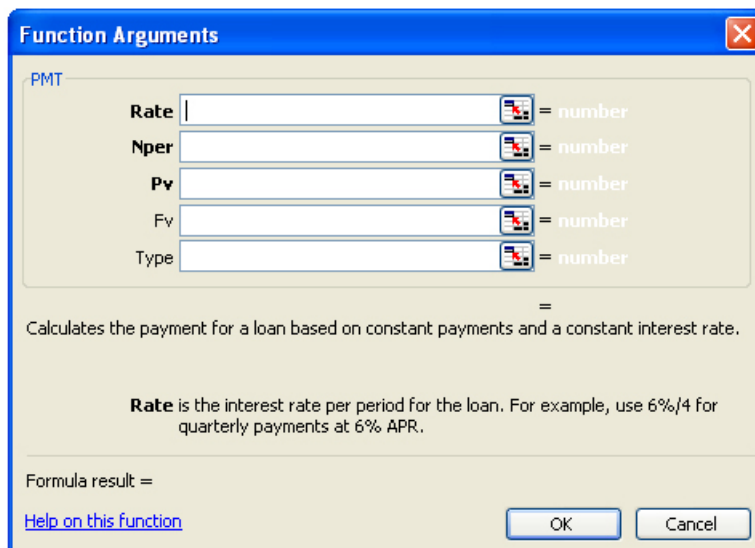 Function Arguments
PMT
Rate = number
Nper = number
Pv = number
Fv = number
Type = number
=
Calculates the payment for a loan based on constant payments and a constant interest rate.
Rate is the interest rate per period for the loan. For example, use 6%/4 for
quarterly payments at 6% APR.
Formula result =
Help on this function OK Cancel